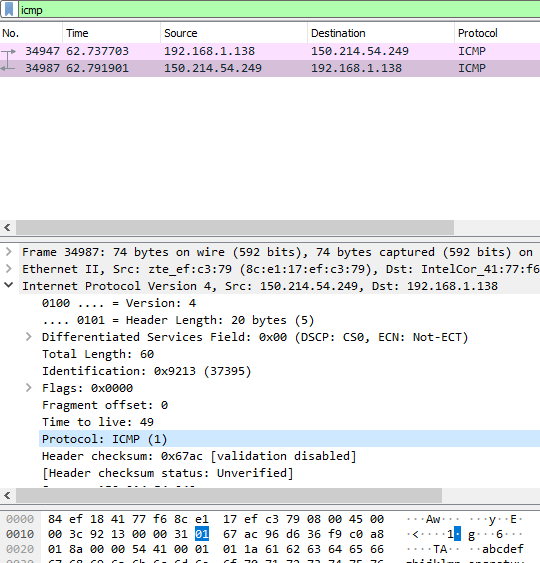 icmp
No. Time Source Destination Protocol
34947 62.737703 192.168.1.138 150.214.54.249 ICMP
34987 62.791901 150.214.54.249 192.168.1.138 ICMP
Frame 34987: 74 bytes on wire (592 bits), 74 bytes captured (592 bits) on
Ethernet II, Src: zte_ef:c3:79 (8c:e1:17:ef:c3:79), Dst: IntelCor_41:77:f6
Internet Protocol Version 4, Src: 150.214.54.249, Dst: 192.168.1.138
0100 .... = Version: 4
.... 0101 = Header Length: 20 bytes (5)
Differentiated Services Field: 0x00 (DSCP: CS0, ECN: Not-ECT)
Total Length: 60
Identification: 0x9213 (37395)
Flags: 0x0000
Fragment offset: 0
Time to live: 49
Protocol: ICMP (1)
Header checksum: 0x67ac [validation disabled]
[Header checksum status: Unverified]
0000 84 ef 18 41 77 f6 8c e1 17 ef c3 79 08 00 45 00 ···Aw··· ···y··E·
0010 00 3c 92 13 00 00 31 01 67 ac 96 d6 36 f9 c0 a8 ·<····1· g···6···
0020 01 8a 00 00 54 41 00 01 01 1a 61 62 63 64 65 66 ····TA·· ··abcdef